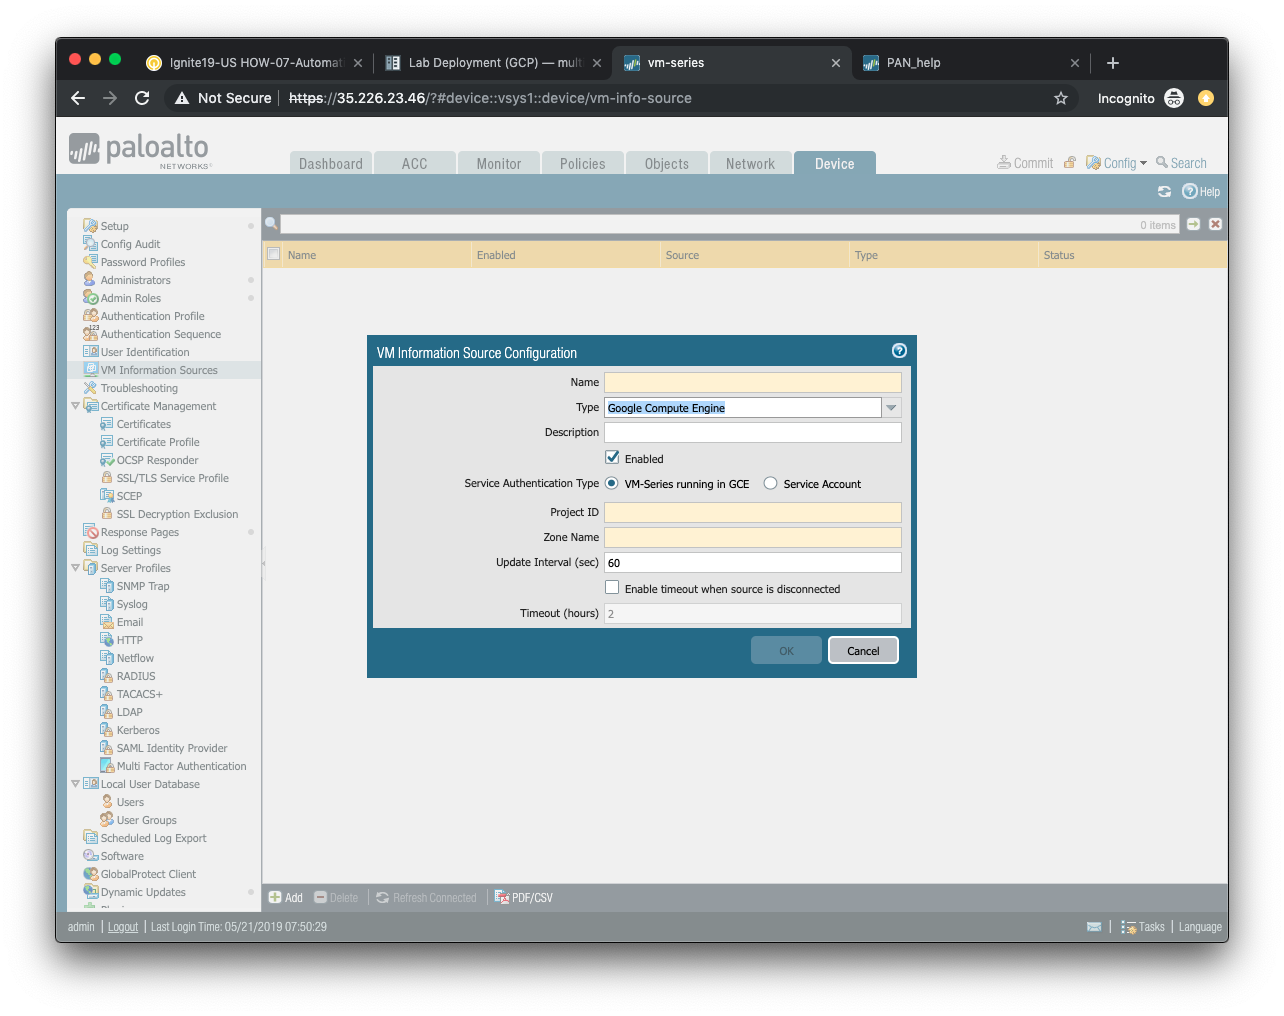 Ignite19-US HOW-07-Automati
Lab Deployment (GCP) — multi
vm-series
PAN_help
Not Secure
https://35.226.23.46/?#device::vsys1::device/vm-info-source
Incognito
paloalto
NETWORKS®
Dashboard
ACC
Monitor
Policies
Objects
Network
Device
Commit
Config
Search
Help
Setup
Config Audit
Password Profiles
Administrators
Admin Roles
Authentication Profile
Authentication Sequence
User Identification
VM Information Sources
Troubleshooting
Certificate Management
Certificates
Certificate Profile
OCSP Responder
SSL/TLS Service Profile
SCEP
SSL Decryption Exclusion
Response Pages
Log Settings
Server Profiles
SNMP Trap
Syslog
Email
HTTP
Netflow
RADIUS
TACACS+
LDAP
Kerberos
SAML Identity Provider
Multi Factor Authentication
Local User Database
Users
User Groups
Scheduled Log Export
Software
GlobalProtect Client
Dynamic Updates
0 items
Name
Enabled
Source
Type
Status
VM Information Source Configuration
Name
Type Google Compute Engine
Description
Enabled
Service Authentication Type VM-Series running in GCE Service Account
Project ID
Zone Name
Update Interval (sec) 60
Enable timeout when source is disconnected
Timeout (hours) 2
OK
Cancel
Add
Delete
Refresh Connected
PDF/CSV
admin | Logout | Last Login Time: 05/21/2019 07:50:29
Tasks | Language